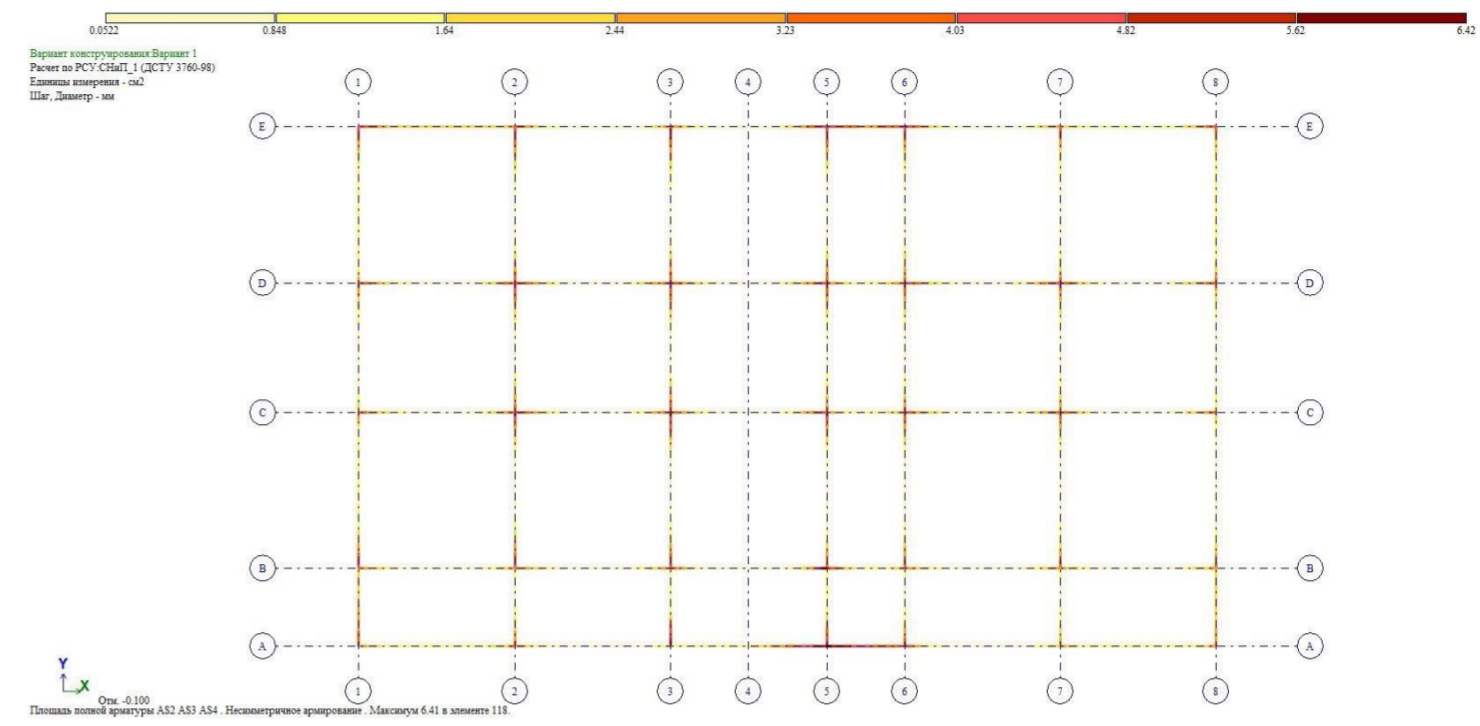 0.0522 0.848 1.64 2.44 3.23 4.03 4.82 5.62 6.42
Вариант конструирования:Вариант 1
Расчет по РСУ:СНиП_1 (ДСТУ 3760-98)
Единицы измерения - см2
Шаг, Диаметр - мм
1 2 3 4 5 6 7 8
E E
D D
C C
B B
A A
Y
X
1 2 3 4 5 6 7 8
Отм. -0.100
Площадь полной арматуры AS2 AS3 AS4 . Несимметричное армирование . Максимум 6.41 в элементе 118.